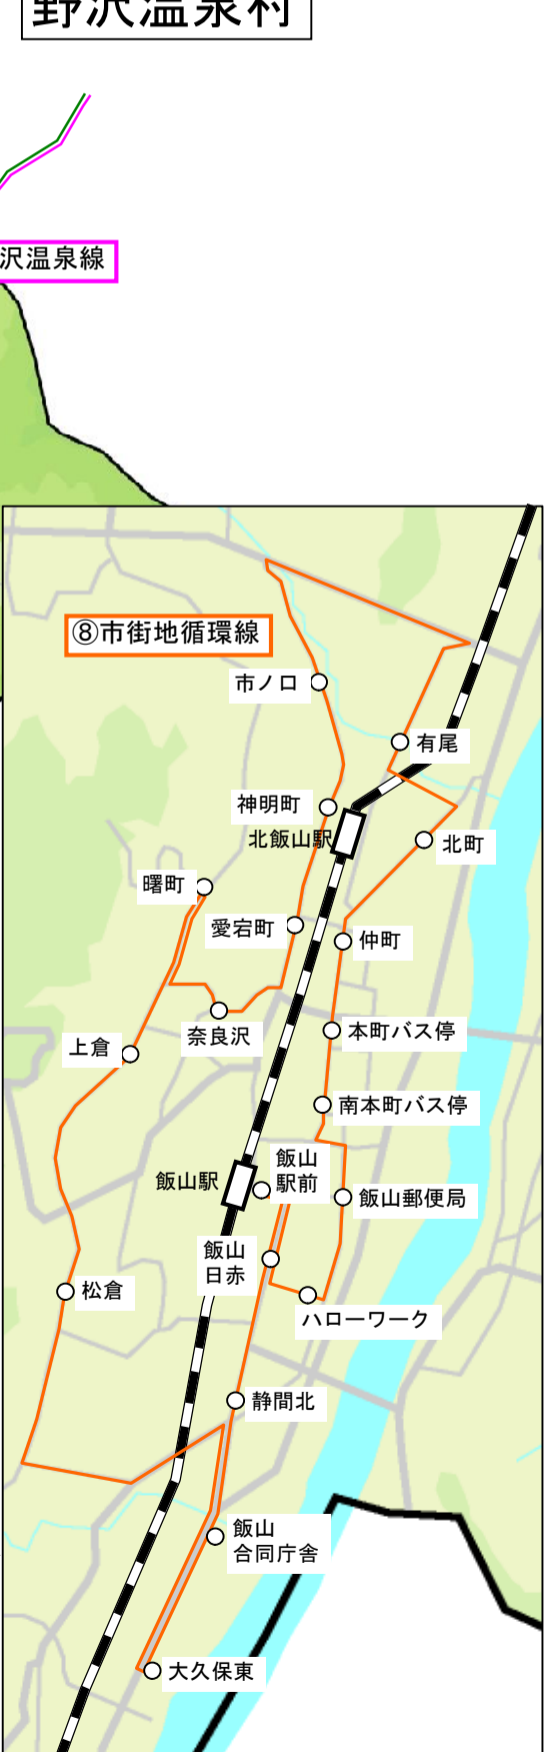 野沢温泉村
沢温泉線
⑧市街地循環線
市ノ口
有尾
神明町
北飯山駅
北町
曙町
愛宕町
仲町
奈良沢
本町バス停
上倉
南本町バス停
飯山駅
飯山
駅前
飯山郵便局
飯山
日赤
松倉
ハローワーク
静間北
飯山
合同庁舎
大久保東